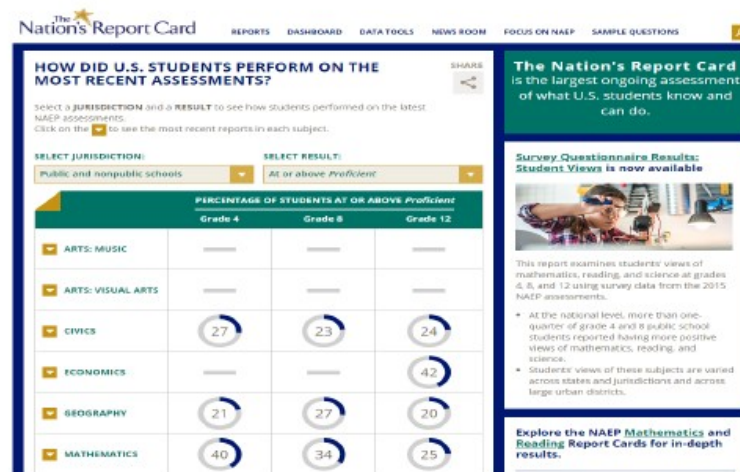 The
Nation's Report Card
REPORTS DASHBOARD DATA TOOLS NEWS ROOM FOCUS ON NAEP SAMPLE QUESTIONS
HOW DID U.S. STUDENTS PERFORM ON THE
MOST RECENT ASSESSMENTS?
SHARE
Select a JURISDICTION and a RESULT to see how students performed on the latest
NAEP assessments.
Click on the to see the most recent reports in each subject.
SELECT JURISDICTION: SELECT RESULT:
Public and nonpublic schools At or above Proficient
PERCENTAGE OF STUDENTS AT OR ABOVE Proficient
Grade 4 Grade 8 Grade 12
ARTS: MUSIC
ARTS: VISUAL ARTS
CIVICS 27 23 24
ECONOMICS 42
GEOGRAPHY 21 27 20
MATHEMATICS 40 34 25
The Nation's Report Card
is the largest ongoing assessment
of what U.S. students know and
can do.
Survey Questionnaire Results:
Student Views is now available
This report examines students' views of
mathematics, reading, and science at grades
4, 8, and 12 using survey data from the 2015
NAEP assessments.
• At the national level, more than one-
quarter of grade 4 and 8 public school
students reported having more positive
views of mathematics, reading, and
science.
• Students' views of these subjects are varied
across states and jurisdictions and across
large urban districts.
Explore the NAEP Mathematics and
Reading Report Cards for in-depth
results.